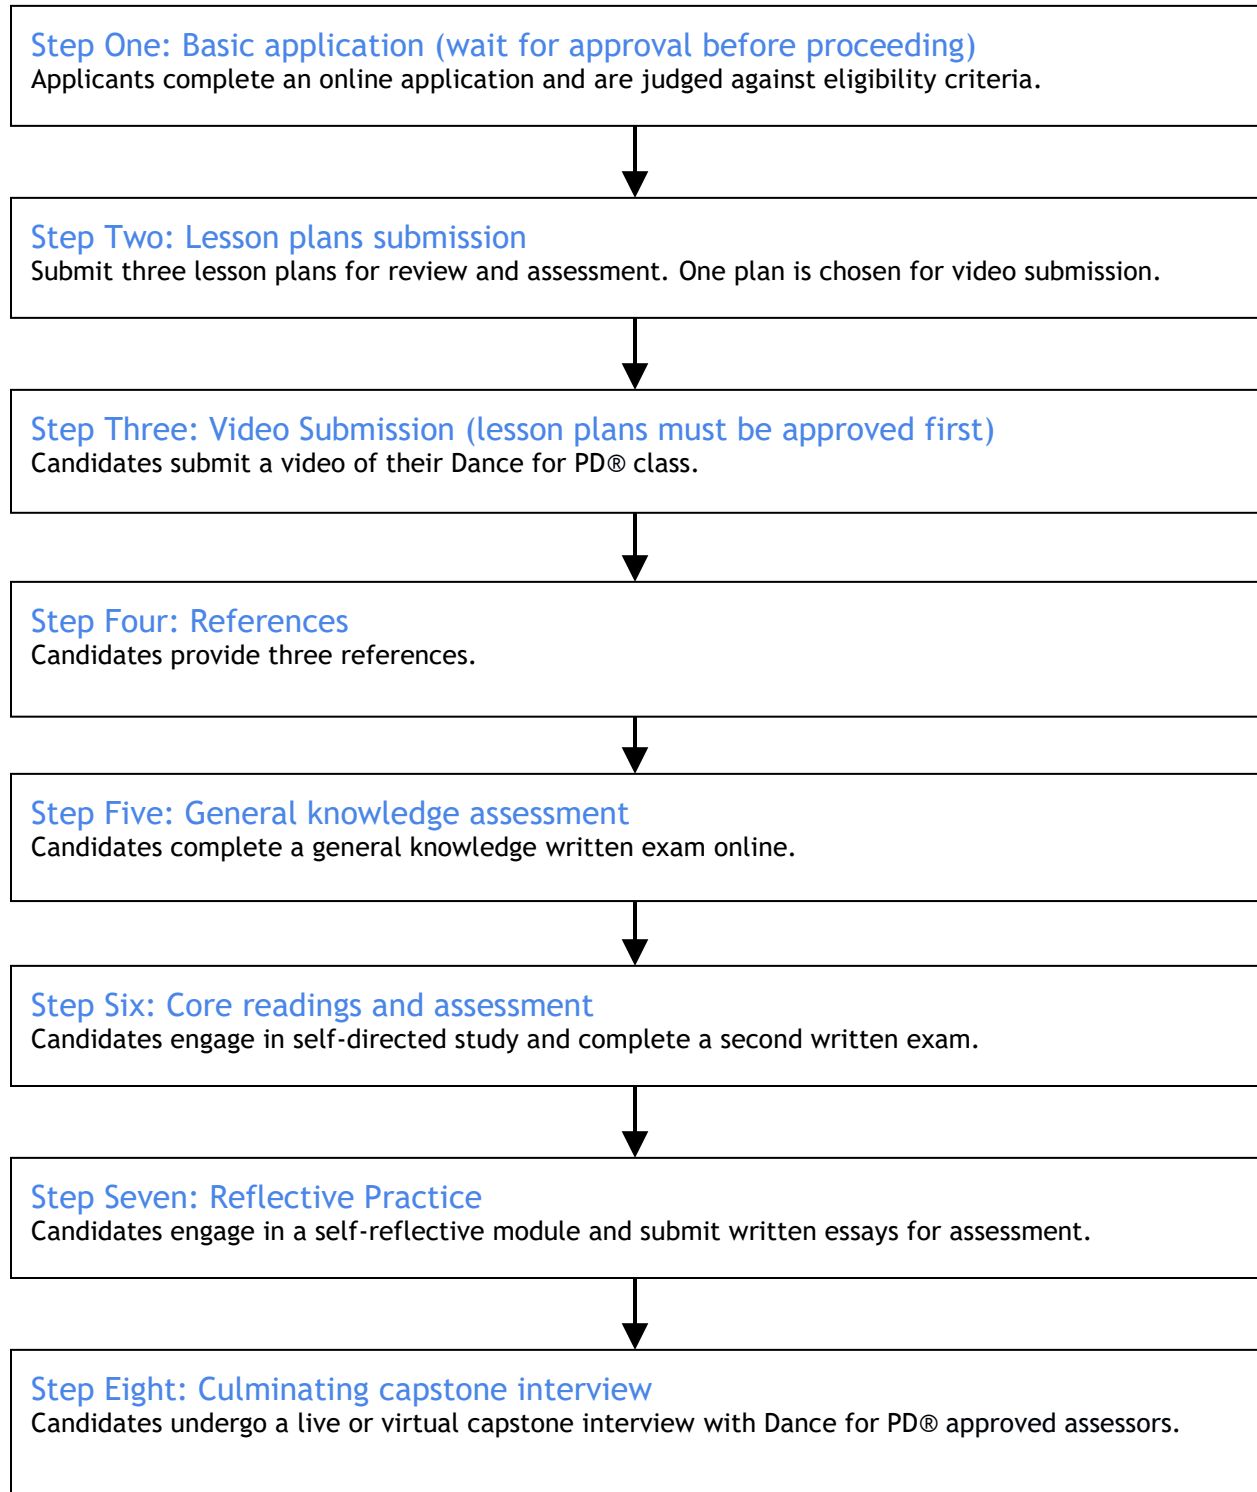 Step One: Basic application (wait for approval before proceeding)
Applicants complete an online application and are judged against eligibility criteria.
Step Two: Lesson plans submission
Submit three lesson plans for review and assessment. One plan is chosen for video submission.
Step Three: Video Submission (lesson plans must be approved first)
Candidates submit a video of their Dance for PD® class.
Step Four: References
Candidates provide three references.
Step Five: General knowledge assessment
Candidates complete a general knowledge written exam online.
Step Six: Core readings and assessment
Candidates engage in self-directed study and complete a second written exam.
Step Seven: Reflective Practice
Candidates engage in a self-reflective module and submit written essays for assessment.
Step Eight: Culminating capstone interview
Candidates undergo a live or virtual capstone interview with Dance for PD® approved assessors.